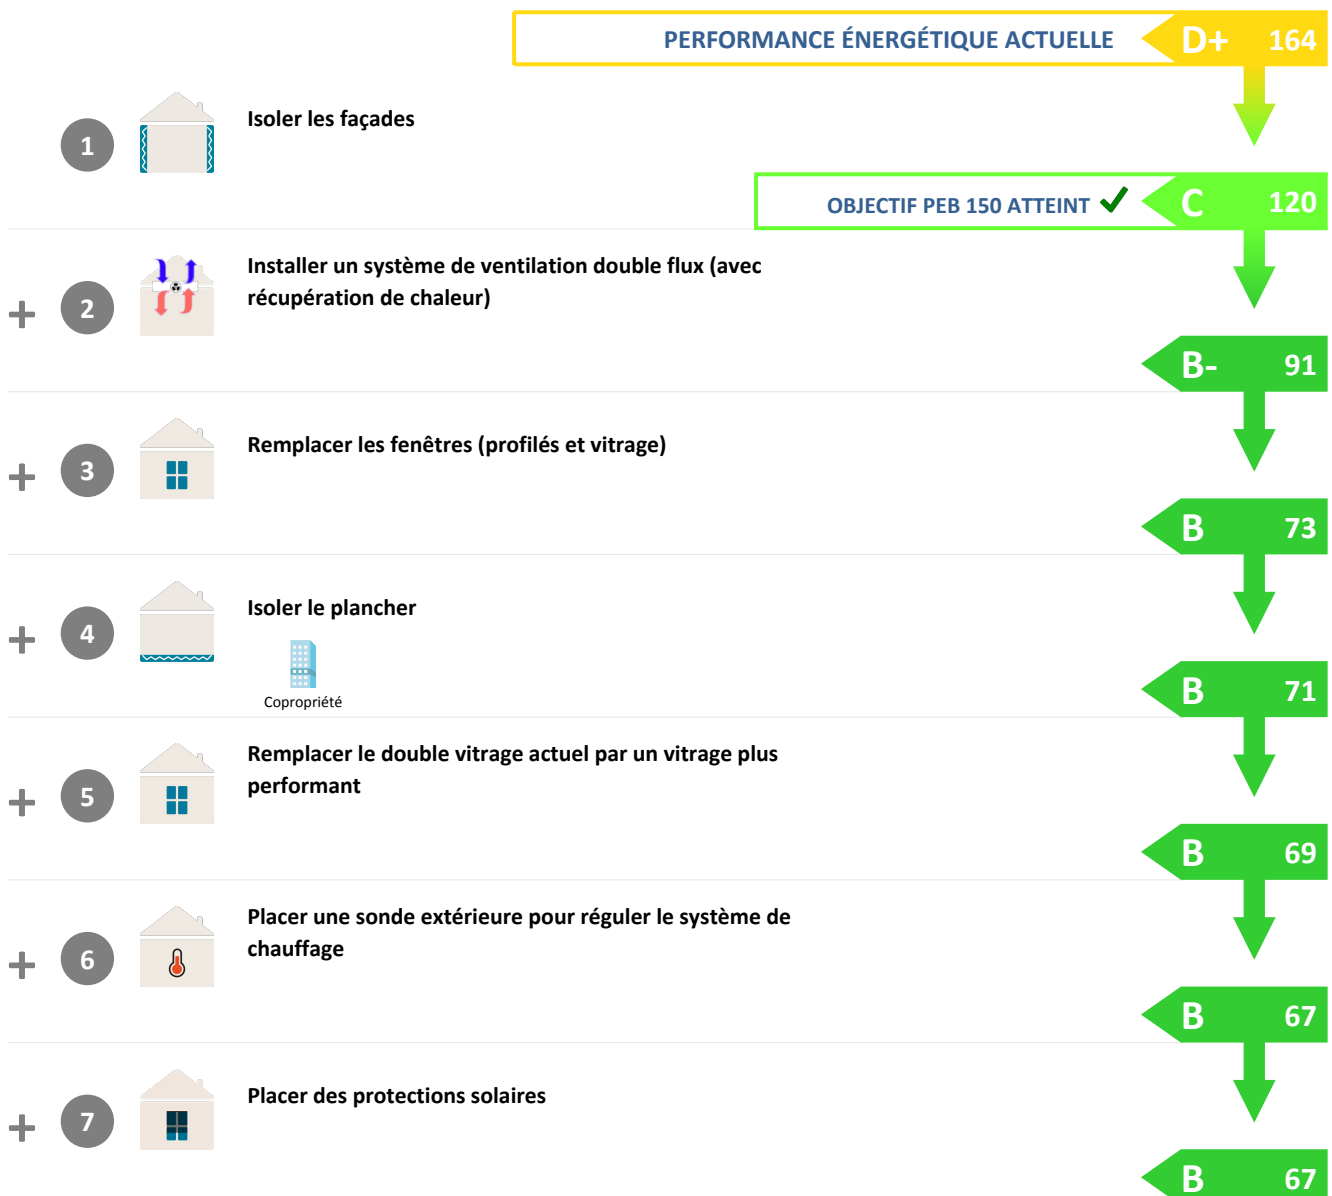 PERFORMANCE ÉNERGÉTIQUE ACTUELLE D+ 164
1 Isoler les façades
OBJECTIF PEB 150 ATTEINT ✔ C 120
+ 2 Installer un système de ventilation double flux (avec
récupération de chaleur)
B- 91
+ 3 Remplacer les fenêtres (profilés et vitrage)
B 73
+ 4 Isoler le plancher
Copropriété
B 71
+ 5 Remplacer le double vitrage actuel par un vitrage plus
performant
B 69
+ 6 Placer une sonde extérieure pour réguler le système de
chauffage
B 67
+ 7 Placer des protections solaires
B 67